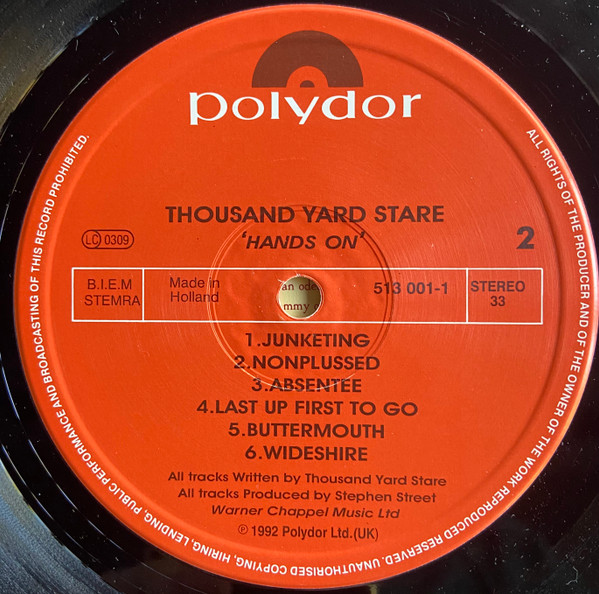 polydor
THOUSAND YARD STARE
'HANDS ON'
LC 0309
2
B.I.E.M
STEMRA
Made in
Holland
an ode
mmy
513 001-1
STEREO
33
1.JUNKETING
2.NONPLUSSED
3.ABSENTEE
4.LAST UP FIRST TO GO
5.BUTTERMOUTH
6.WIDESHIRE
All tracks Written by Thousand Yard Stare
All tracks Produced by Stephen Street
Warner Chappel Music Ltd
℗ 1992 Polydor Ltd.(UK)
ALL RIGHTS OF THE PRODUCER AND OF THE OWNER OF THE WORK REPRODUCED RESERVED. UNAUTHORISED COPYING, HIRING, LENDING, PUBLIC PERFORMANCE AND BROADCASTING OF THIS RECORD PROHIBITED.